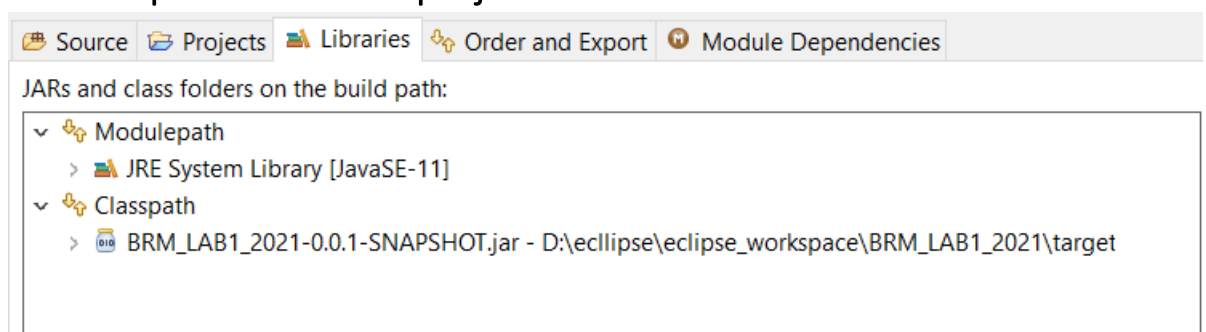 Source Projects Libraries Order and Export Module Dependencies
JARs and class folders on the build path:
Modulepath
JRE System Library [JavaSE-11]
Classpath
BRM_LAB1_2021-0.0.1-SNAPSHOT.jar - D:\ecllipse\eclipse_workspace\BRM_LAB1_2021\target